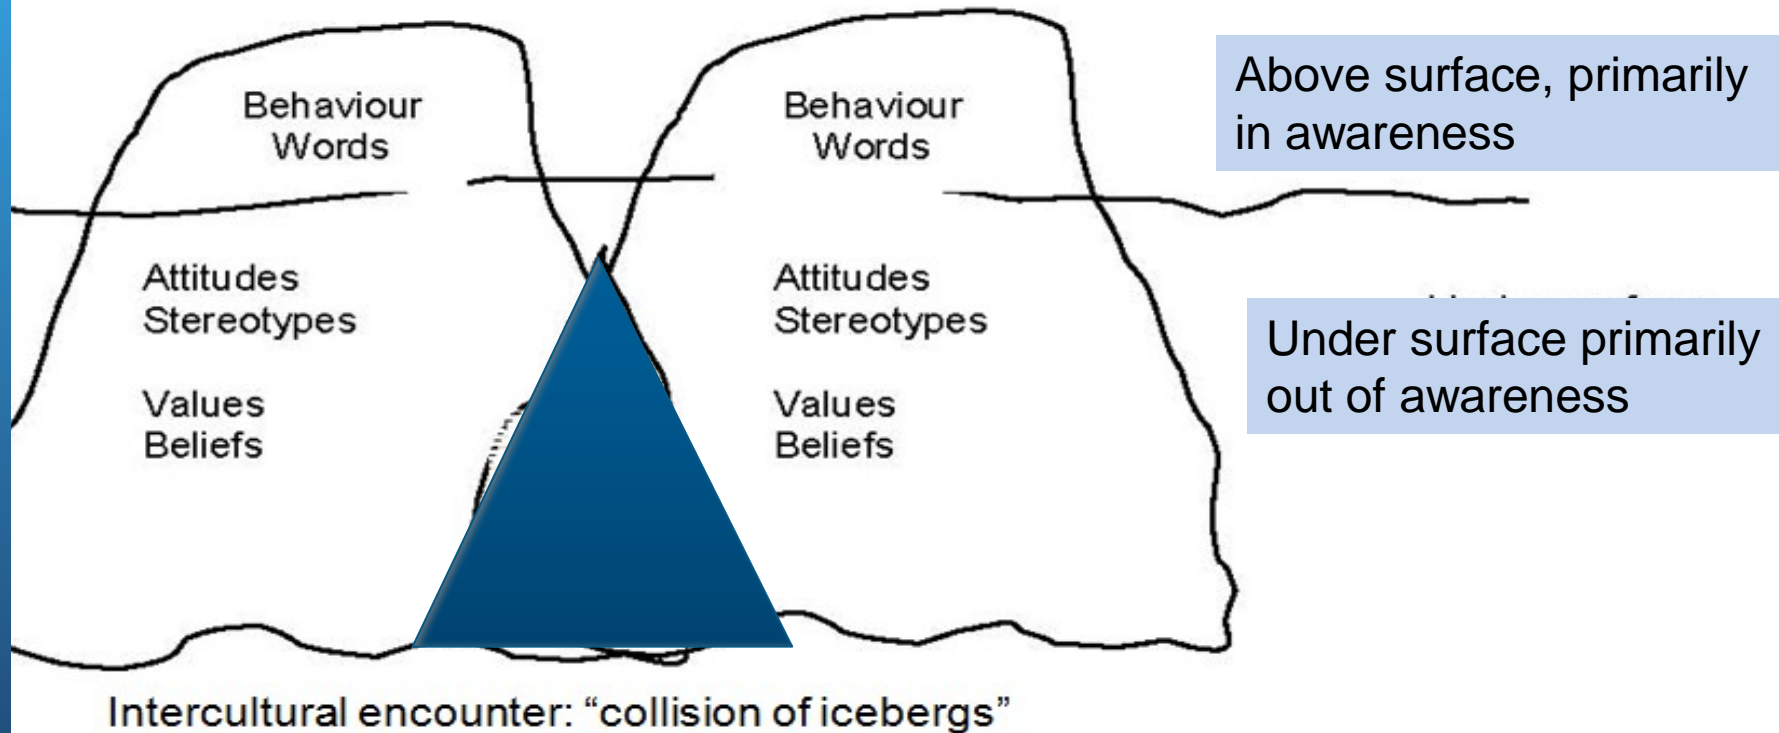 Behaviour
Words
Behaviour
Words
Above surface, primarily
in awareness
Attitudes
Stereotypes
Values
Beliefs
Attitudes
Stereotypes
Values
Beliefs
Under surface primarily
out of awareness
Intercultural encounter: “collision of icebergs”